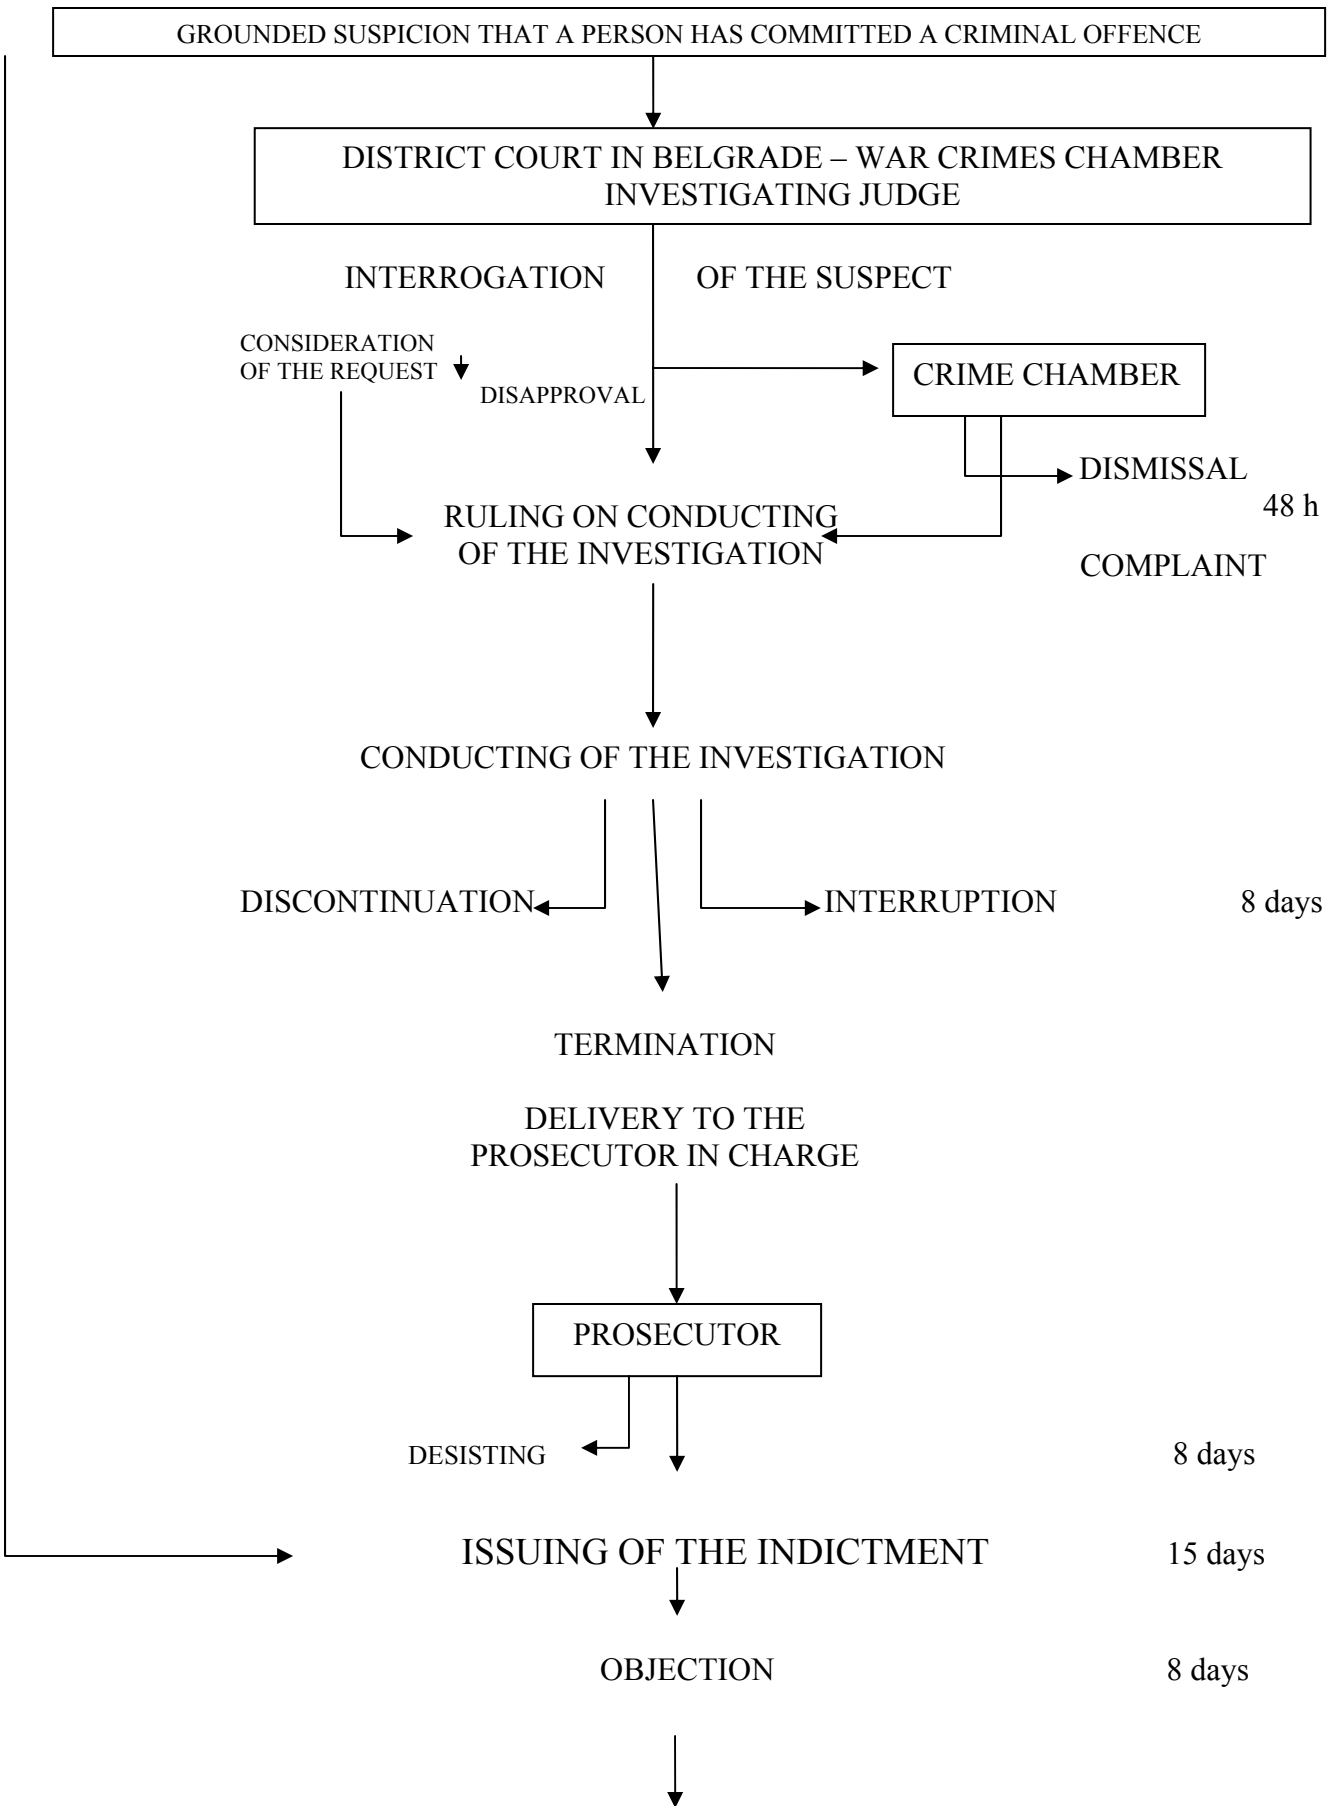 GROUNDED SUSPICION THAT A PERSON HAS COMMITTED A CRIMINAL OFFENCE
DISTRICT COURT IN BELGRADE – WAR CRIMES CHAMBER
INVESTIGATING JUDGE
INTERROGATION OF THE SUSPECT
CONSIDERATION
OF THE REQUEST
DISAPPROVAL
CRIME CHAMBER
DISMISSAL
48 h
RULING ON CONDUCTING
OF THE INVESTIGATION
COMPLAINT
CONDUCTING OF THE INVESTIGATION
DISCONTINUATION
INTERRUPTION
8 days
TERMINATION
DELIVERY TO THE
PROSECUTOR IN CHARGE
PROSECUTOR
DESISTING
8 days
ISSUING OF THE INDICTMENT
15 days
OBJECTION
8 days